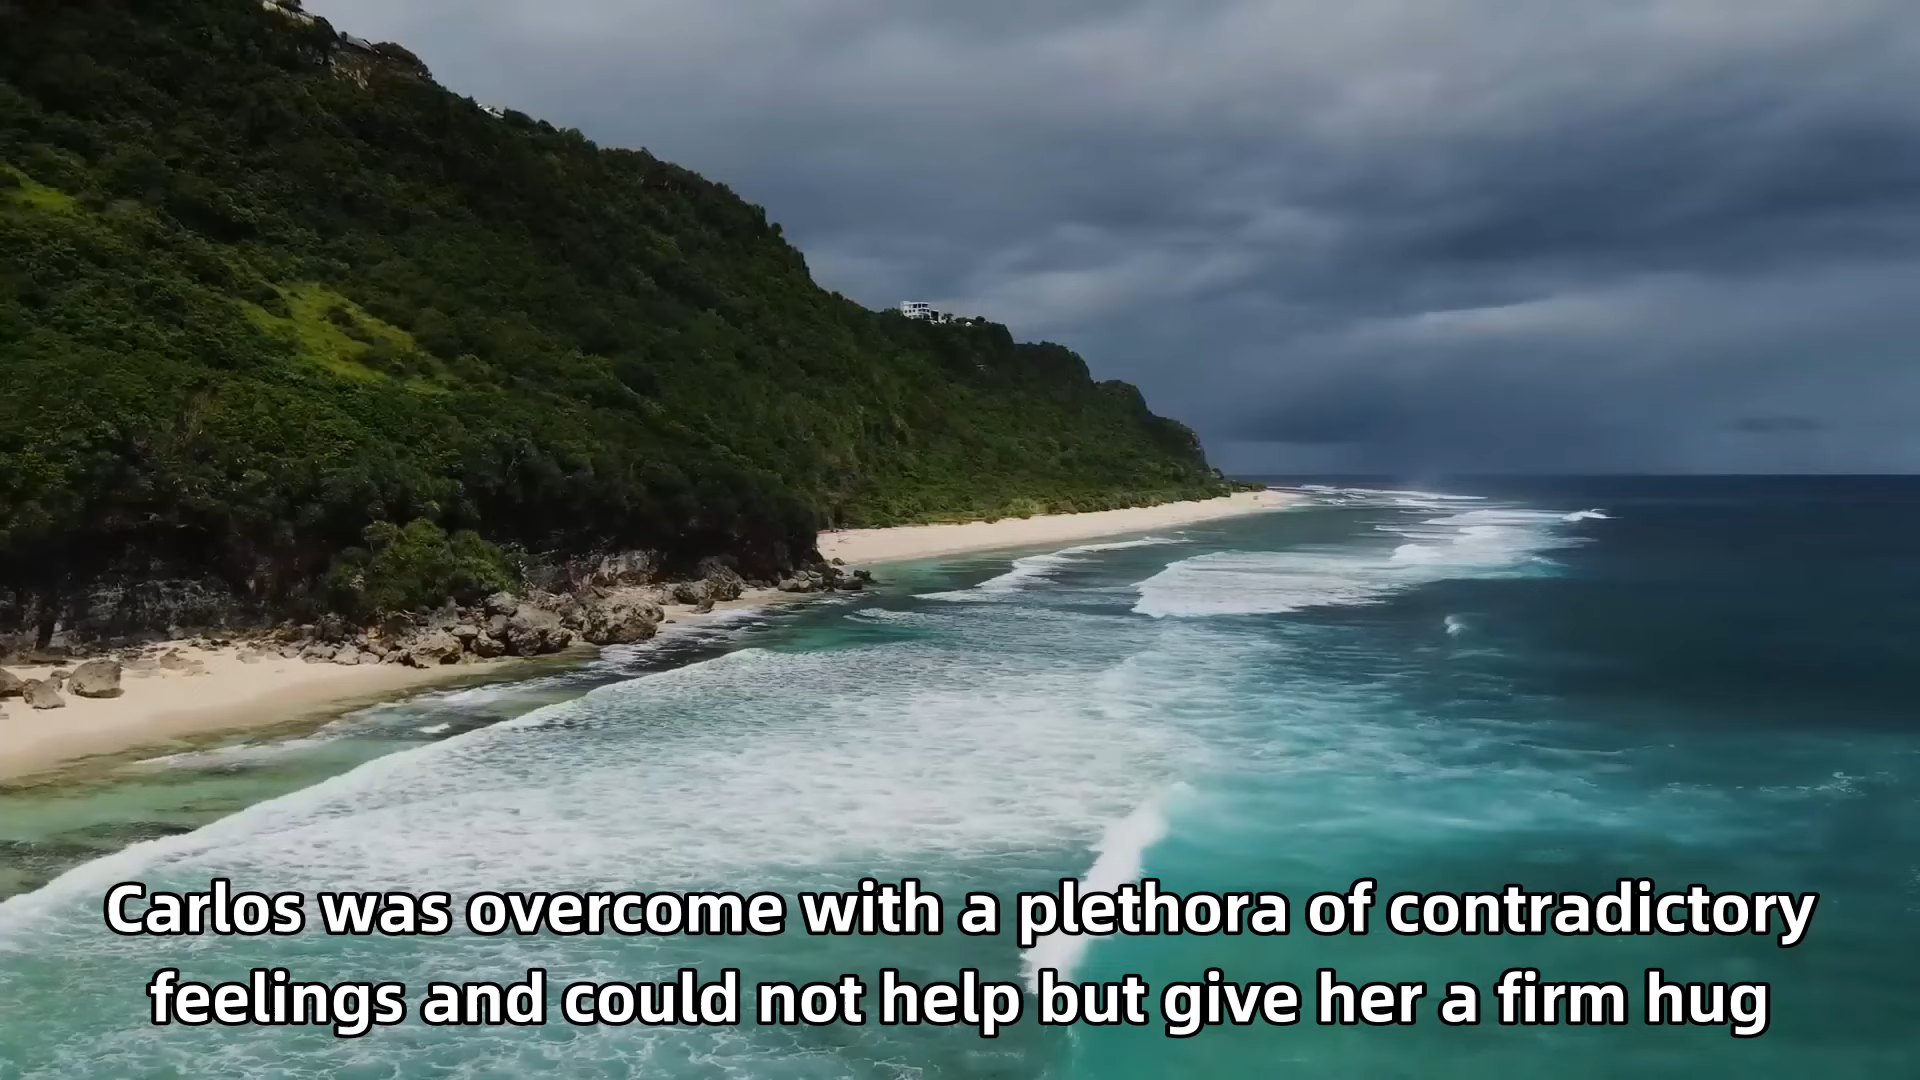 Carlos was overcome with a plethora of contradictory
feelings and could not help but give her a firm hug